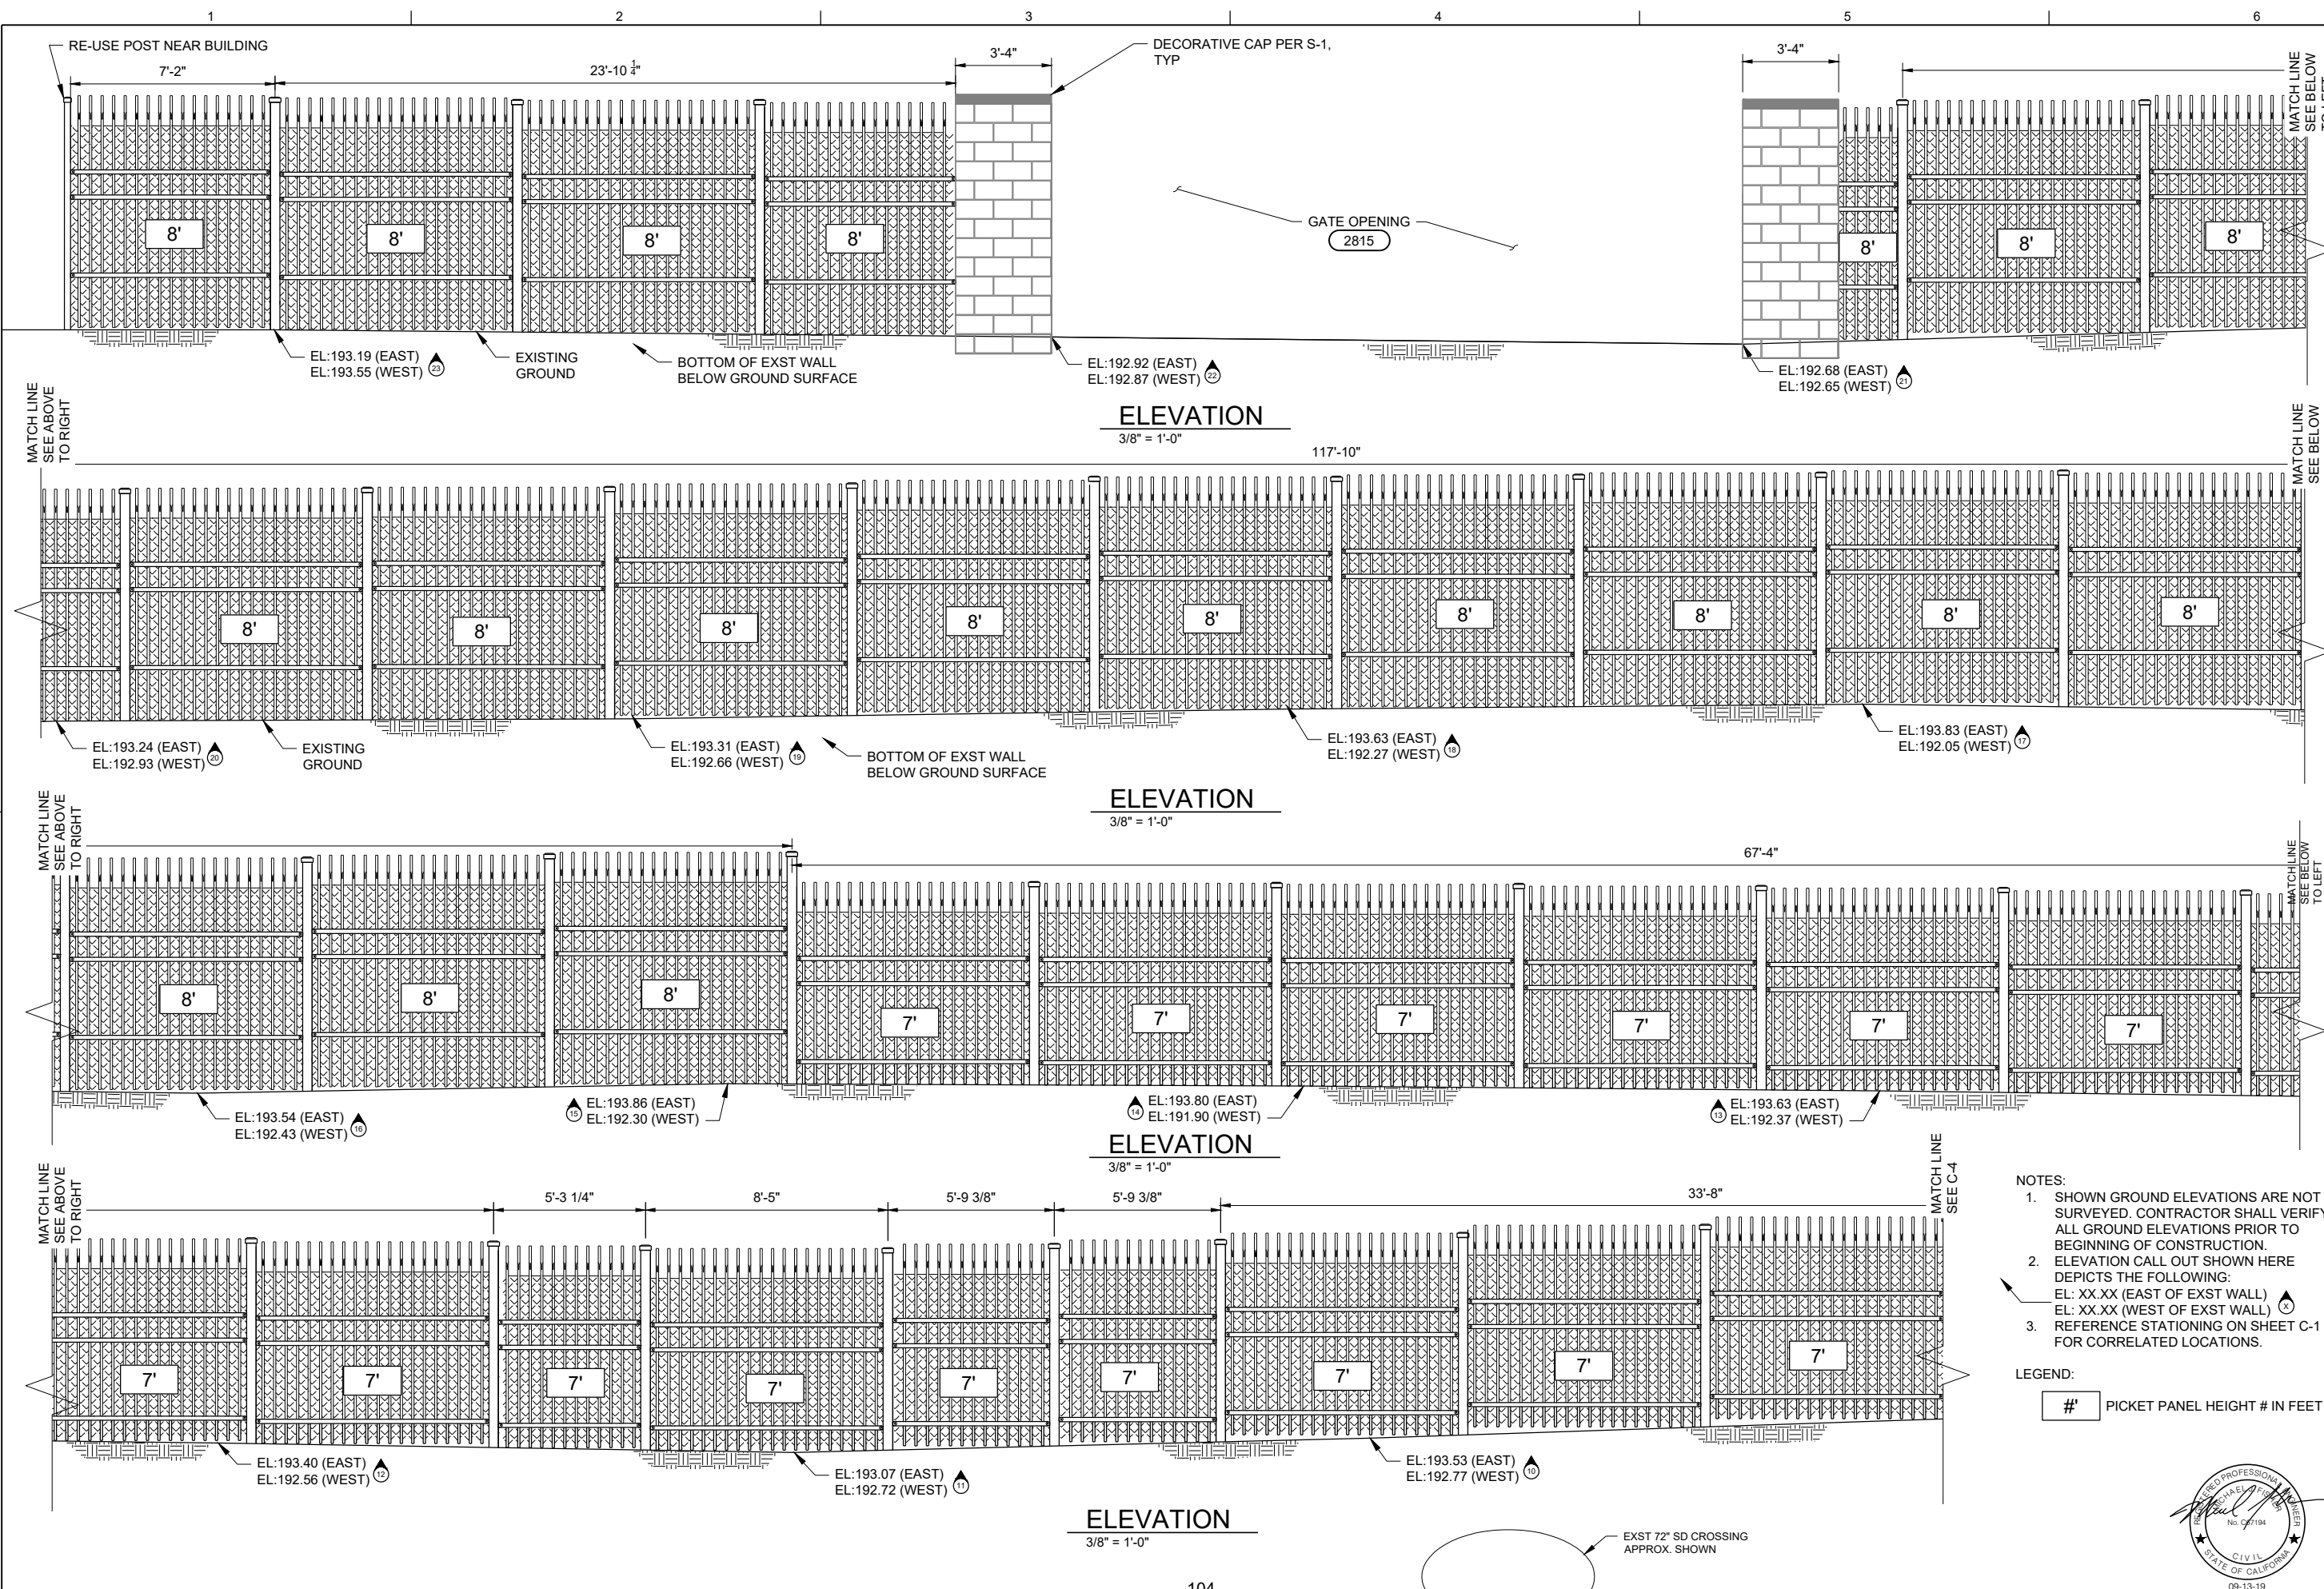 1
2
3
4
5
6
RE-USE POST NEAR BUILDING
7'-2"
23'-10 1/4"
3'-4"
DECORATIVE CAP PER S-1,
TYP
3'-4"
MATCH LINE
SEE BELOW
8'
8'
8'
8'
GATE OPENING
2815
8'
8'
8'
EL:193.19 (EAST)
EL:193.55 (WEST)
23
EXISTING
GROUND
BOTTOM OF EXST WALL
BELOW GROUND SURFACE
EL:192.92 (EAST)
EL:192.87 (WEST)
22
EL:192.68 (EAST)
EL:192.65 (WEST)
21
ELEVATION
3/8" = 1'-0"
MATCH LINE
SEE ABOVE
TO RIGHT
117'-10"
MATCH LINE
SEE BELOW
8'
8'
8'
8'
8'
8'
8'
8'
8'
EL:193.24 (EAST)
EL:192.93 (WEST)
20
EXISTING
GROUND
EL:193.31 (EAST)
EL:192.66 (WEST)
19
BOTTOM OF EXST WALL
BELOW GROUND SURFACE
EL:193.63 (EAST)
EL:192.27 (WEST)
18
EL:193.83 (EAST)
EL:192.05 (WEST)
17
ELEVATION
3/8" = 1'-0"
MATCH LINE
SEE ABOVE
TO RIGHT
67'-4"
MATCH LINE
SEE BELOW
TO LEFT
8'
8'
8'
7'
7'
7'
7'
7'
7'
EL:193.54 (EAST)
EL:192.43 (WEST)
16
15
EL:193.86 (EAST)
EL:192.30 (WEST)
14
EL:193.80 (EAST)
EL:191.90 (WEST)
13
EL:193.63 (EAST)
EL:192.37 (WEST)
ELEVATION
3/8" = 1'-0"
MATCH LINE
SEE ABOVE
TO RIGHT
5'-3 1/4"
8'-5"
5'-9 3/8"
5'-9 3/8"
33'-8"
MATCH LINE
SEE C-4
7'
7'
7'
7'
7'
7'
7'
7'
7'
EL:193.40 (EAST)
EL:192.56 (WEST)
12
EL:193.07 (EAST)
EL:192.72 (WEST)
11
EL:193.53 (EAST)
EL:192.77 (WEST)
10
ELEVATION
3/8" = 1'-0"
NOTES:
1. SHOWN GROUND ELEVATIONS ARE NOT
SURVEYED. CONTRACTOR SHALL VERIFY
ALL GROUND ELEVATIONS PRIOR TO
BEGINNING OF CONSTRUCTION.
2. ELEVATION CALL OUT SHOWN HERE
DEPICTS THE FOLLOWING:
EL: XX.XX (EAST OF EXST WALL)
EL: XX.XX (WEST OF EXST WALL)
X
3. REFERENCE STATIONING ON SHEET C-1
FOR CORRELATED LOCATIONS.
LEGEND:
#' PICKET PANEL HEIGHT # IN FEET
EXST 72" SD CROSSING
APPROX. SHOWN
REGISTERED PROFESSIONAL ENGINEER
No. C67194
CIVIL
STATE OF CALIFORNIA
09-13-19
104